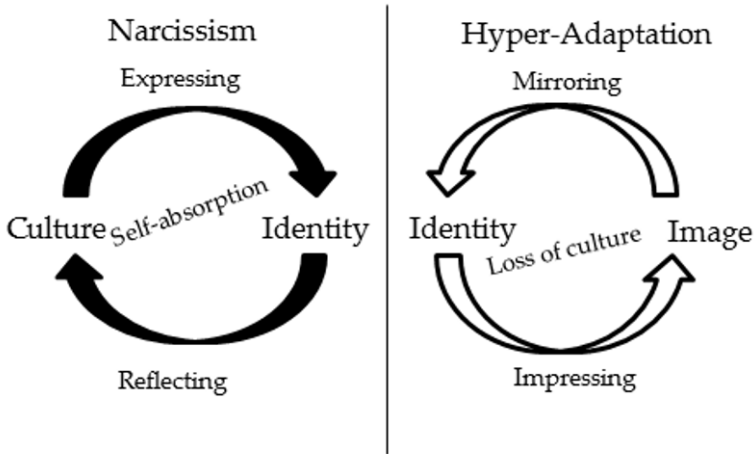 Narcissism
Expressing
Culture
Self-absorption
Identity
Reflecting
Hyper-Adaptation
Mirroring
Identity
Loss of culture
Image
Impressing